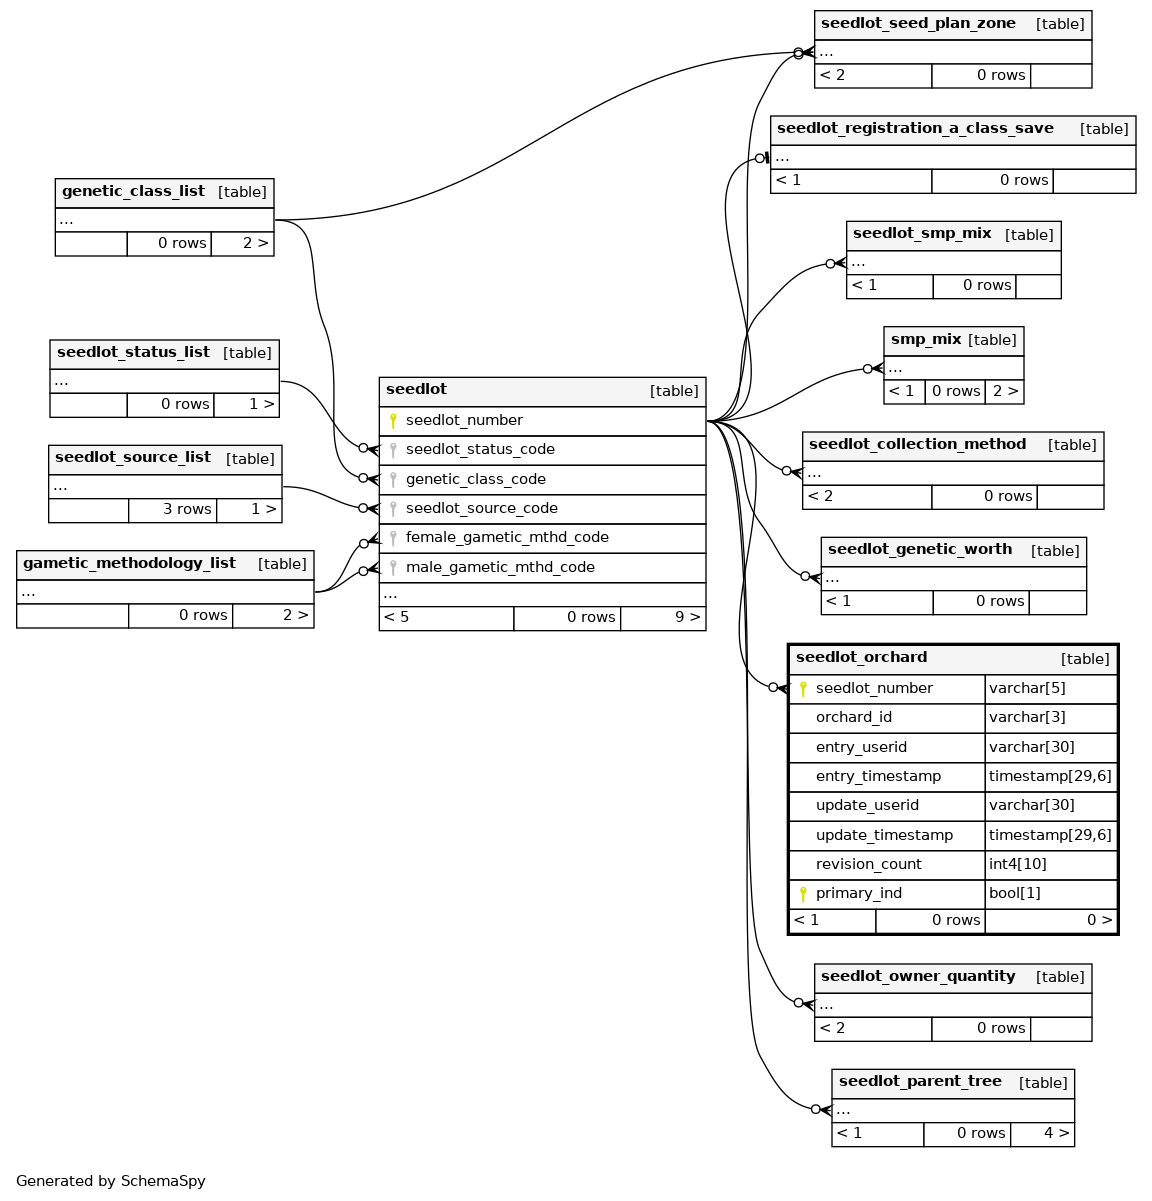 seedlot_seed_plan_zone [table]
...
< 2 0 rows
seedlot_registration_a_class_save [table]
...
< 1 0 rows
genetic_class_list [table]
...
0 rows 2 >
seedlot_smp_mix [table]
...
< 1 0 rows
seedlot_status_list [table]
...
0 rows 1 >
smp_mix [table]
...
< 1 0 rows 2 >
seedlot [table]
seedlot_number
seedlot_status_code
genetic_class_code
seedlot_source_code
female_gametic_mthd_code
male_gametic_mthd_code
...
< 5 0 rows 9 >
seedlot_source_list [table]
...
3 rows 1 >
gametic_methodology_list [table]
...
0 rows 2 >
seedlot_collection_method [table]
...
< 2 0 rows
seedlot_genetic_worth [table]
...
< 1 0 rows
seedlot_orchard [table]
seedlot_number varchar[5]
orchard_id varchar[3]
entry_userid varchar[30]
entry_timestamp timestamp[29,6]
update_userid varchar[30]
update_timestamp timestamp[29,6]
revision_count int4[10]
primary_ind bool[1]
< 1 0 rows 0 >
seedlot_owner_quantity [table]
...
< 2 0 rows
seedlot_parent_tree [table]
...
< 1 0 rows 4 >
Generated by SchemaSpy